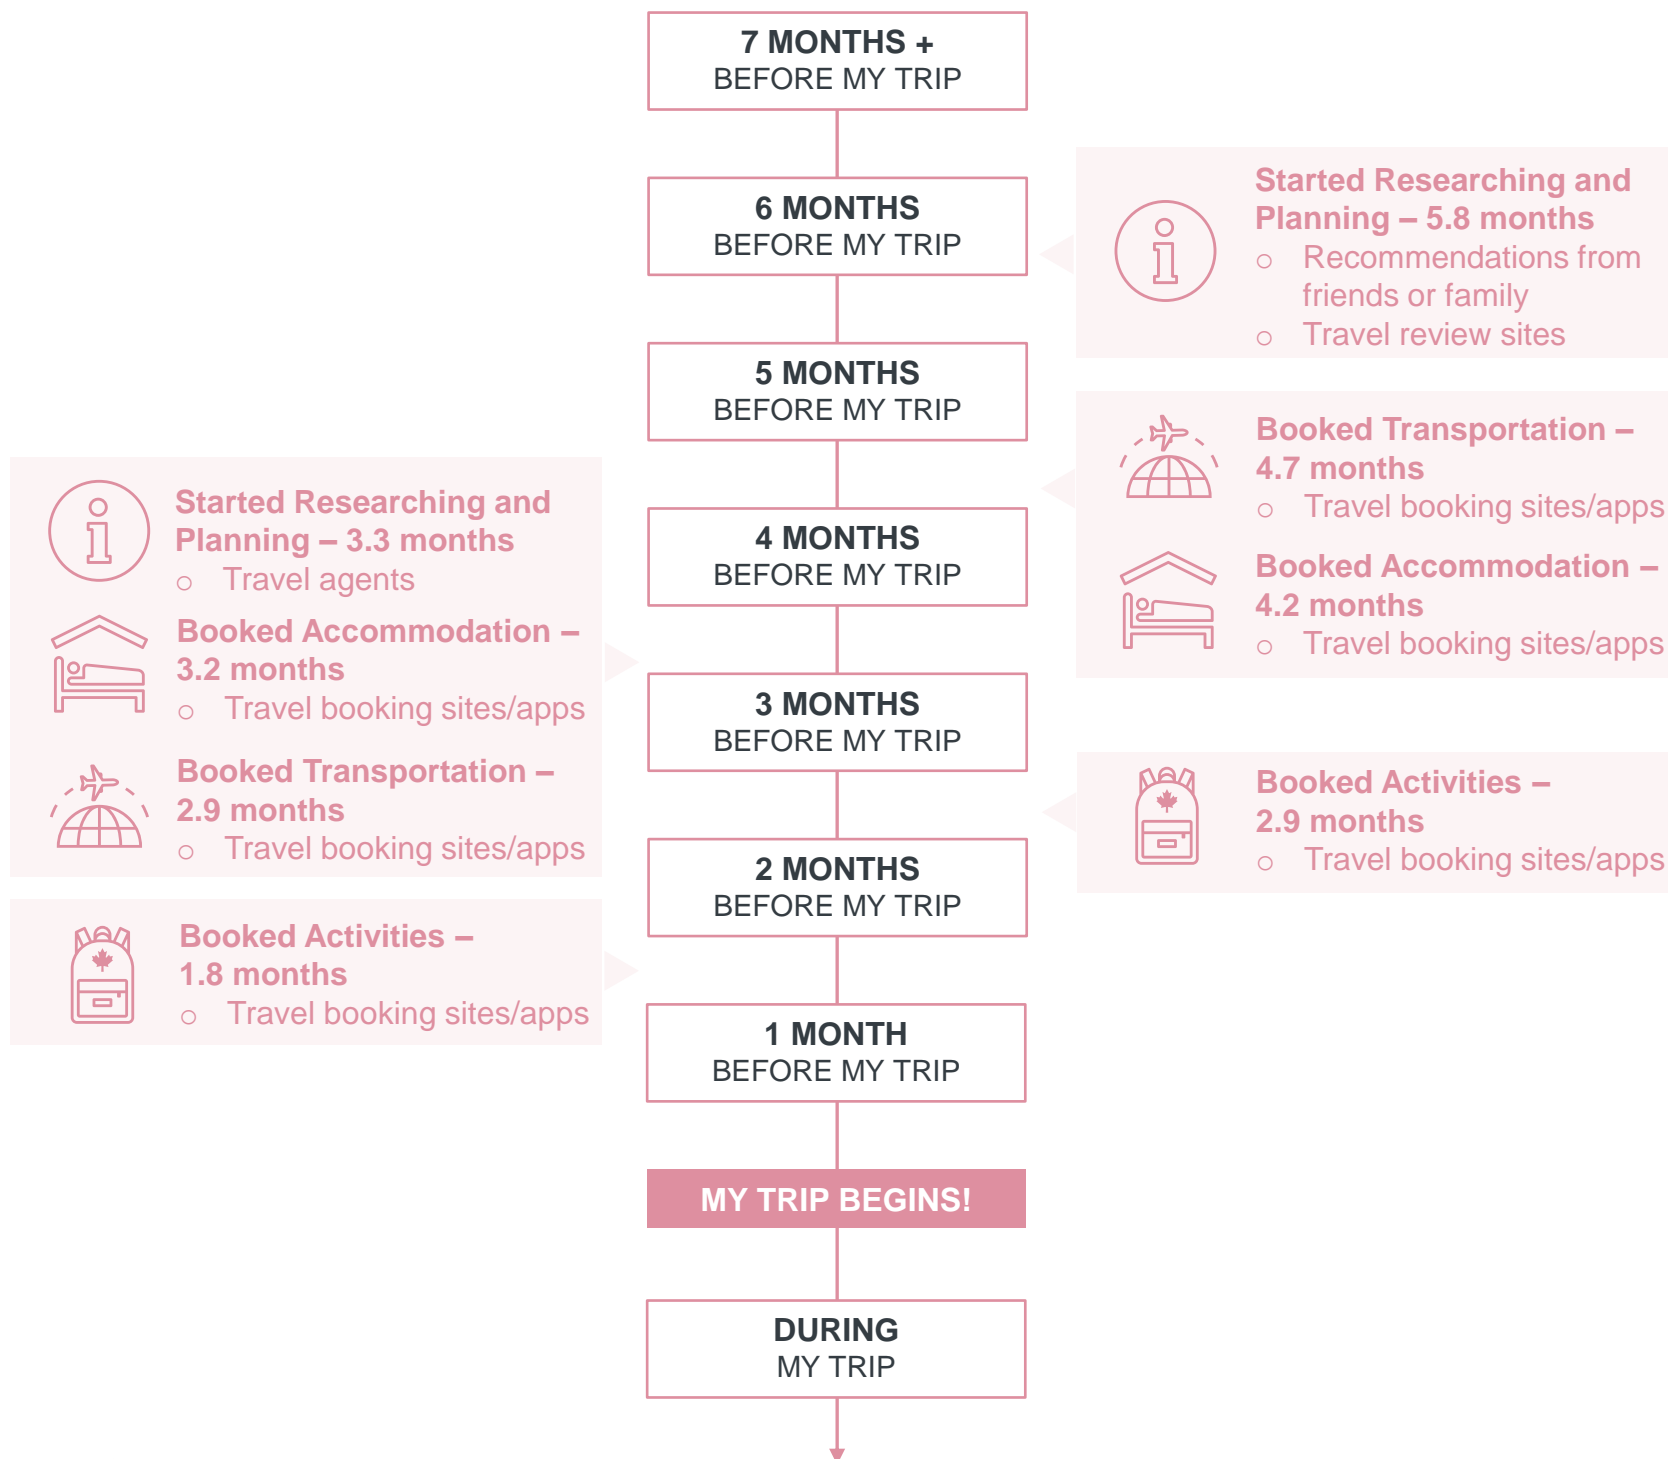 7 MONTHS +
BEFORE MY TRIP
6 MONTHS
BEFORE MY TRIP
Started Researching and
Planning – 5.8 months
o Recommendations from
friends or family
o Travel review sites
5 MONTHS
BEFORE MY TRIP
Booked Transportation –
4.7 months
o Travel booking sites/apps
Booked Accommodation –
4.2 months
o Travel booking sites/apps
Started Researching and
Planning – 3.3 months
o Travel agents
Booked Accommodation –
3.2 months
o Travel booking sites/apps
Booked Transportation –
2.9 months
o Travel booking sites/apps
4 MONTHS
BEFORE MY TRIP
3 MONTHS
BEFORE MY TRIP
Booked Activities –
2.9 months
o Travel booking sites/apps
2 MONTHS
BEFORE MY TRIP
Booked Activities –
1.8 months
o Travel booking sites/apps
1 MONTH
BEFORE MY TRIP
MY TRIP BEGINS!
DURING
MY TRIP